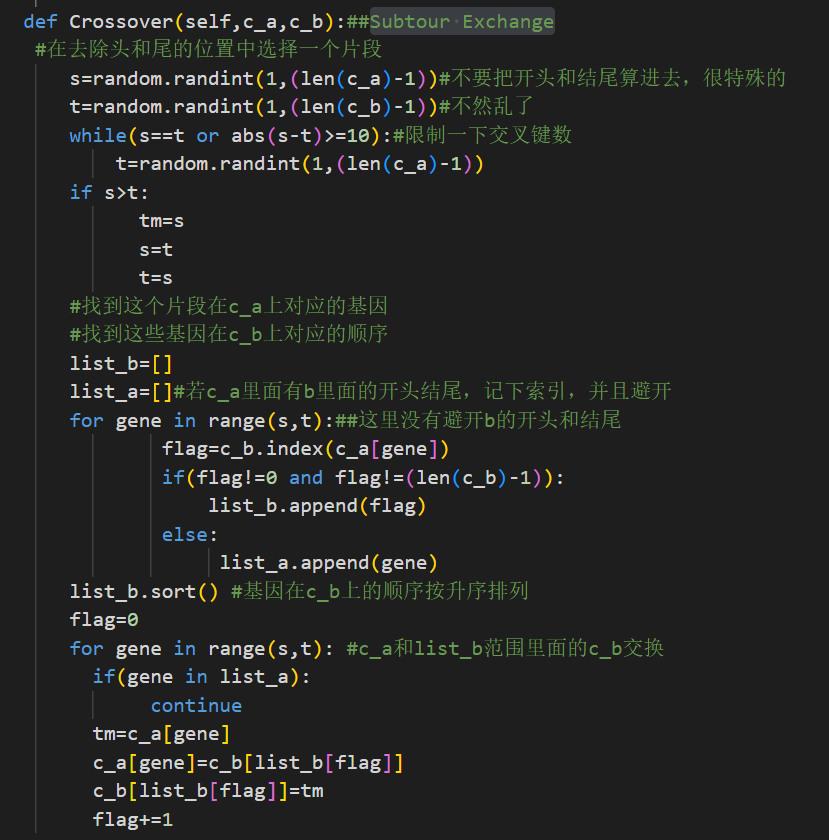 def Crossover(self,c_a,c_b):##Subtour Exchange
#在去除头和尾的位置中选择一个片段
s=random.randint(1,(len(c_a)-1))#不要把开头和结尾算进去，很特殊的
t=random.randint(1,(len(c_b)-1))#不然乱了
while(s==t or abs(s-t)>=10):#限制一下交叉键数
t=random.randint(1,(len(c_a)-1))
if s>t:
tm=s
s=t
t=s
#找到这个片段在c_a上对应的基因
#找到这些基因在c_b上对应的顺序
list_b=[]
list_a=[]#若c_a里面有b里面的开头结尾，记下索引，并且避开
for gene in range(s,t):##这里没有避开b的开头和结尾
flag=c_b.index(c_a[gene])
if(flag!=0 and flag!=(len(c_b)-1)):
list_b.append(flag)
else:
list_a.append(gene)
list_b.sort() #基因在c_b上的顺序按升序排列
flag=0
for gene in range(s,t): #c_a和list_b范围里面的c_b交换
if(gene in list_a):
continue
tm=c_a[gene]
c_a[gene]=c_b[list_b[flag]]
c_b[list_b[flag]]=tm
flag+=1